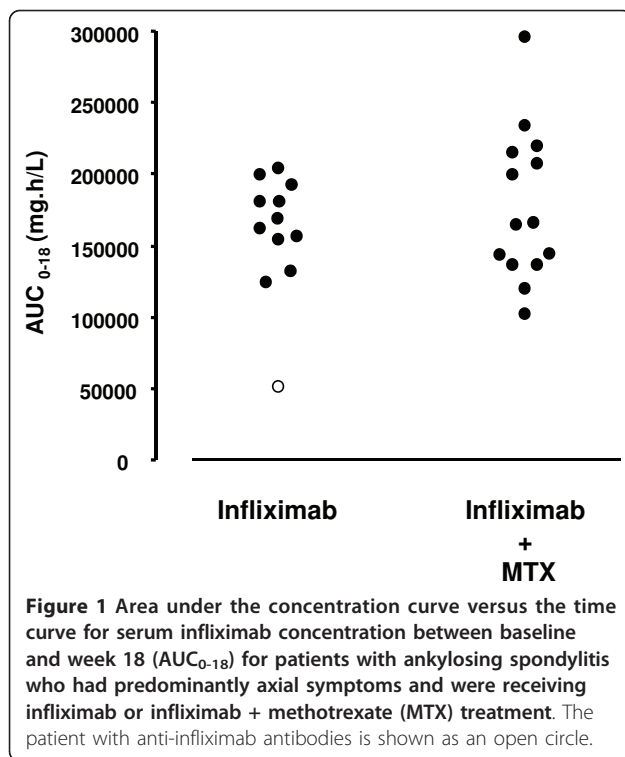 300000
250000
200000
150000
100000
50000
0
AUC 0-18 (mg.h/L)
Infliximab
Infliximab
+
MTX
Figure 1 Area under the concentration curve versus the time
curve for serum infliximab concentration between baseline
and week 18 (AUC0-18) for patients with ankylosing spondylitis
who had predominantly axial symptoms and were receiving
infliximab or infliximab + methotrexate (MTX) treatment. The
patient with anti-infliximab antibodies is shown as an open circle.